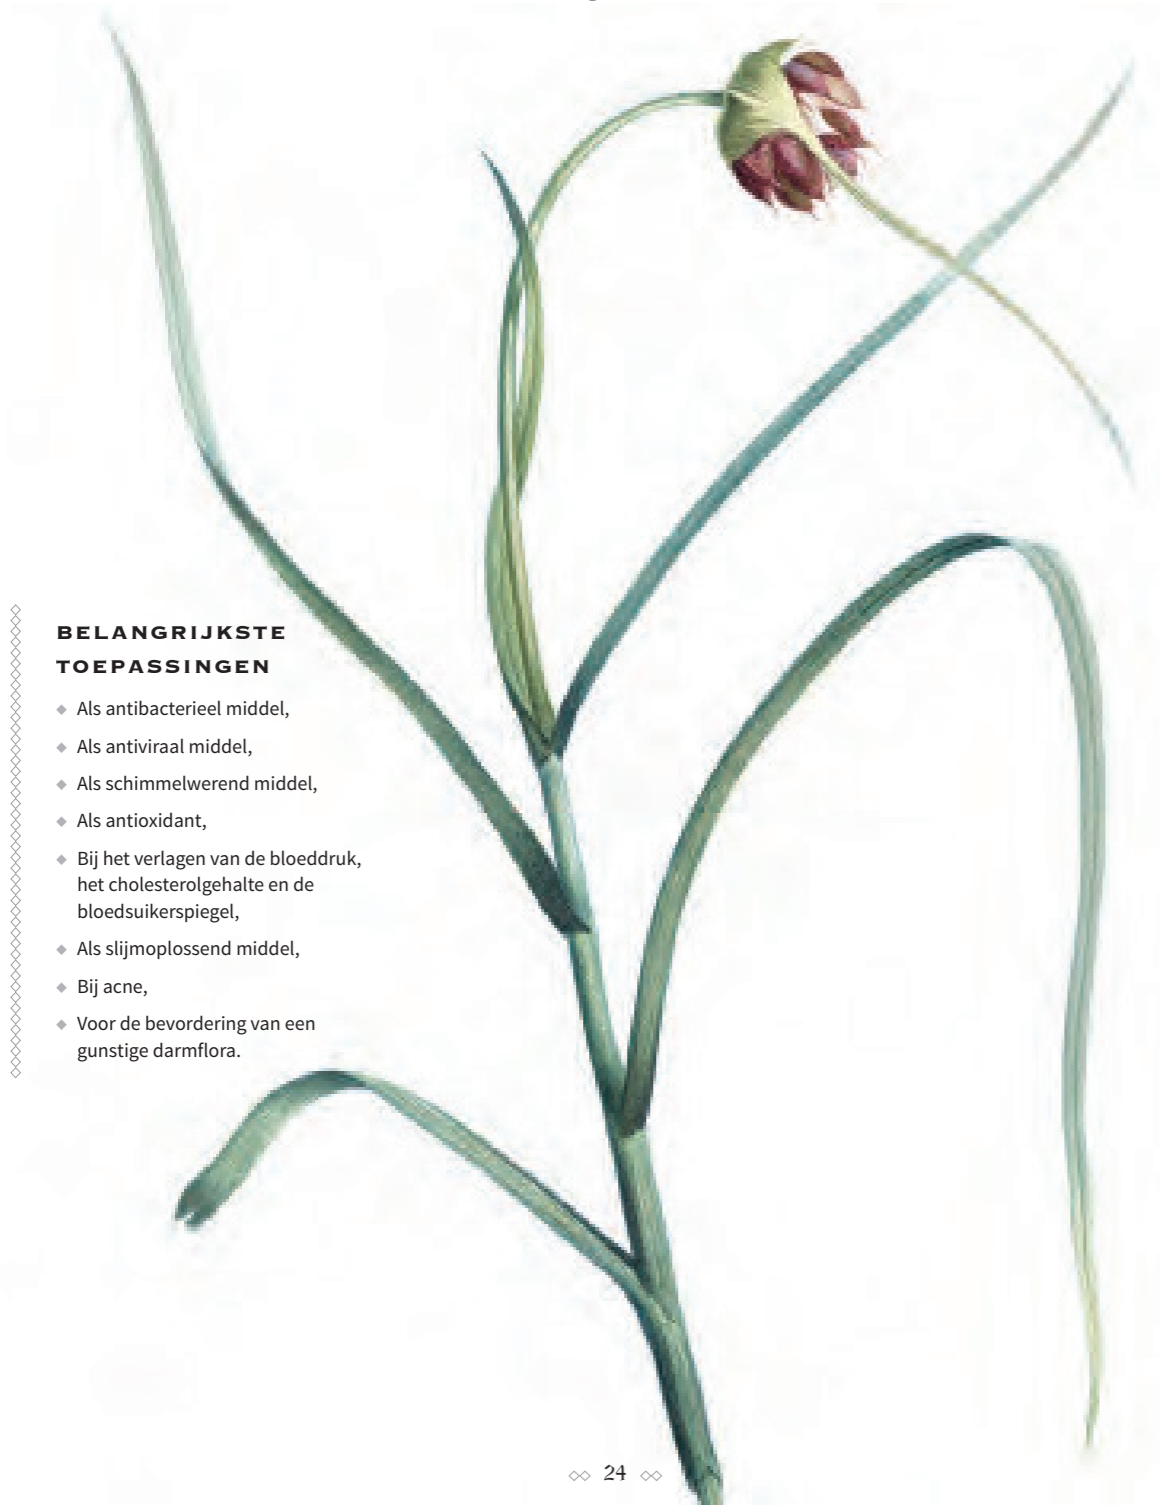 BELANGRIJKSTE
TOEPASSINGEN
Als antibacterieel middel,
Als antiviraal middel,
Als schimmelwerend middel,
Als antioxidant,
Bij het verlagen van de bloeddruk,
het cholesterolgehalte en de
bloedsuikerspiegel,
Als slijmoplossend middel,
Bij acne,
Voor de bevordering van een
gunstige darmflora.
24